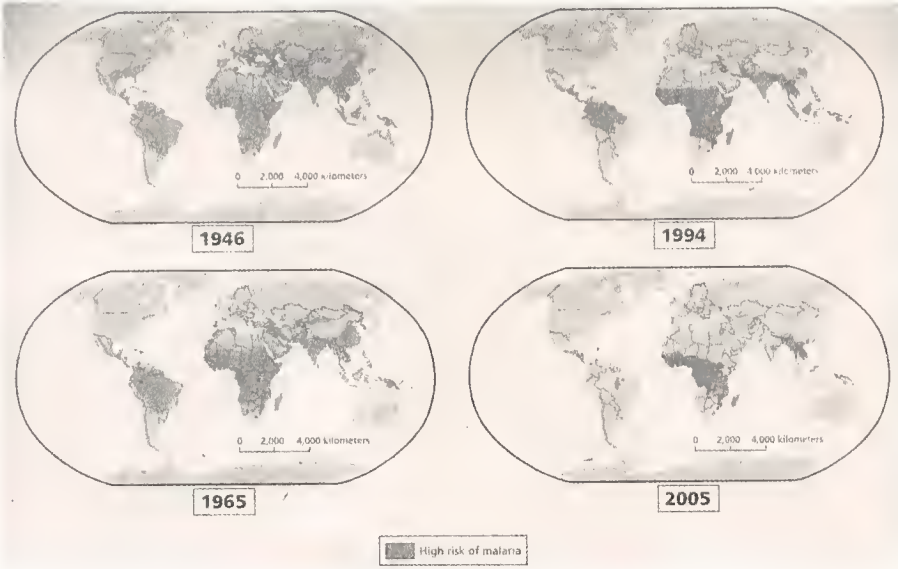 0 2,000 4,000 kilometers
1946
0 2,000 4,000 kilometers
1994
0 2,000 4,000 kilometers
1965
0 2,000 4,000 kilometers
2005
High risk of malaria